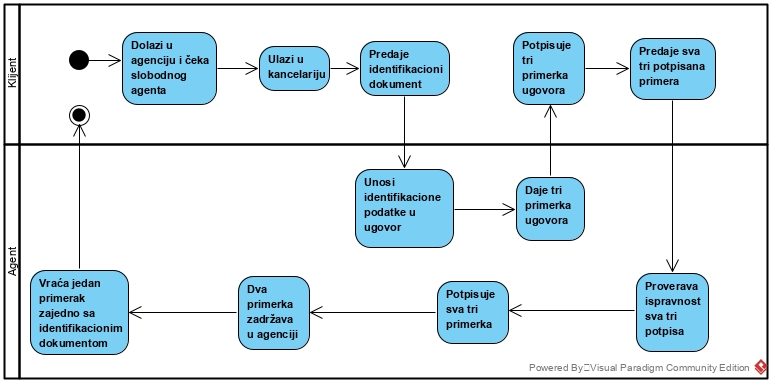 Klijent
Dolazi u
agenciju i čeka
slobodnog
agenta
Ulazi u
kancelariju
Predaje
identifikacioni
dokument
Potpisuje
tri
primerka
ugovora
Predaje sva
tri potpisana
primera
Agent
Unosi
identifikacione
podatke u
ugovor
Daje tri
primerka
ugovora
Vraća jedan
primerak
zajedno sa
identifikacionim
dokumentom
Dva
primerka
zadržava
u agenciji
Potpisuje
sva tri
primerka
Proverava
ispravnost
sva tri
potpisa
Powered By Visual Paradigm Community Edition